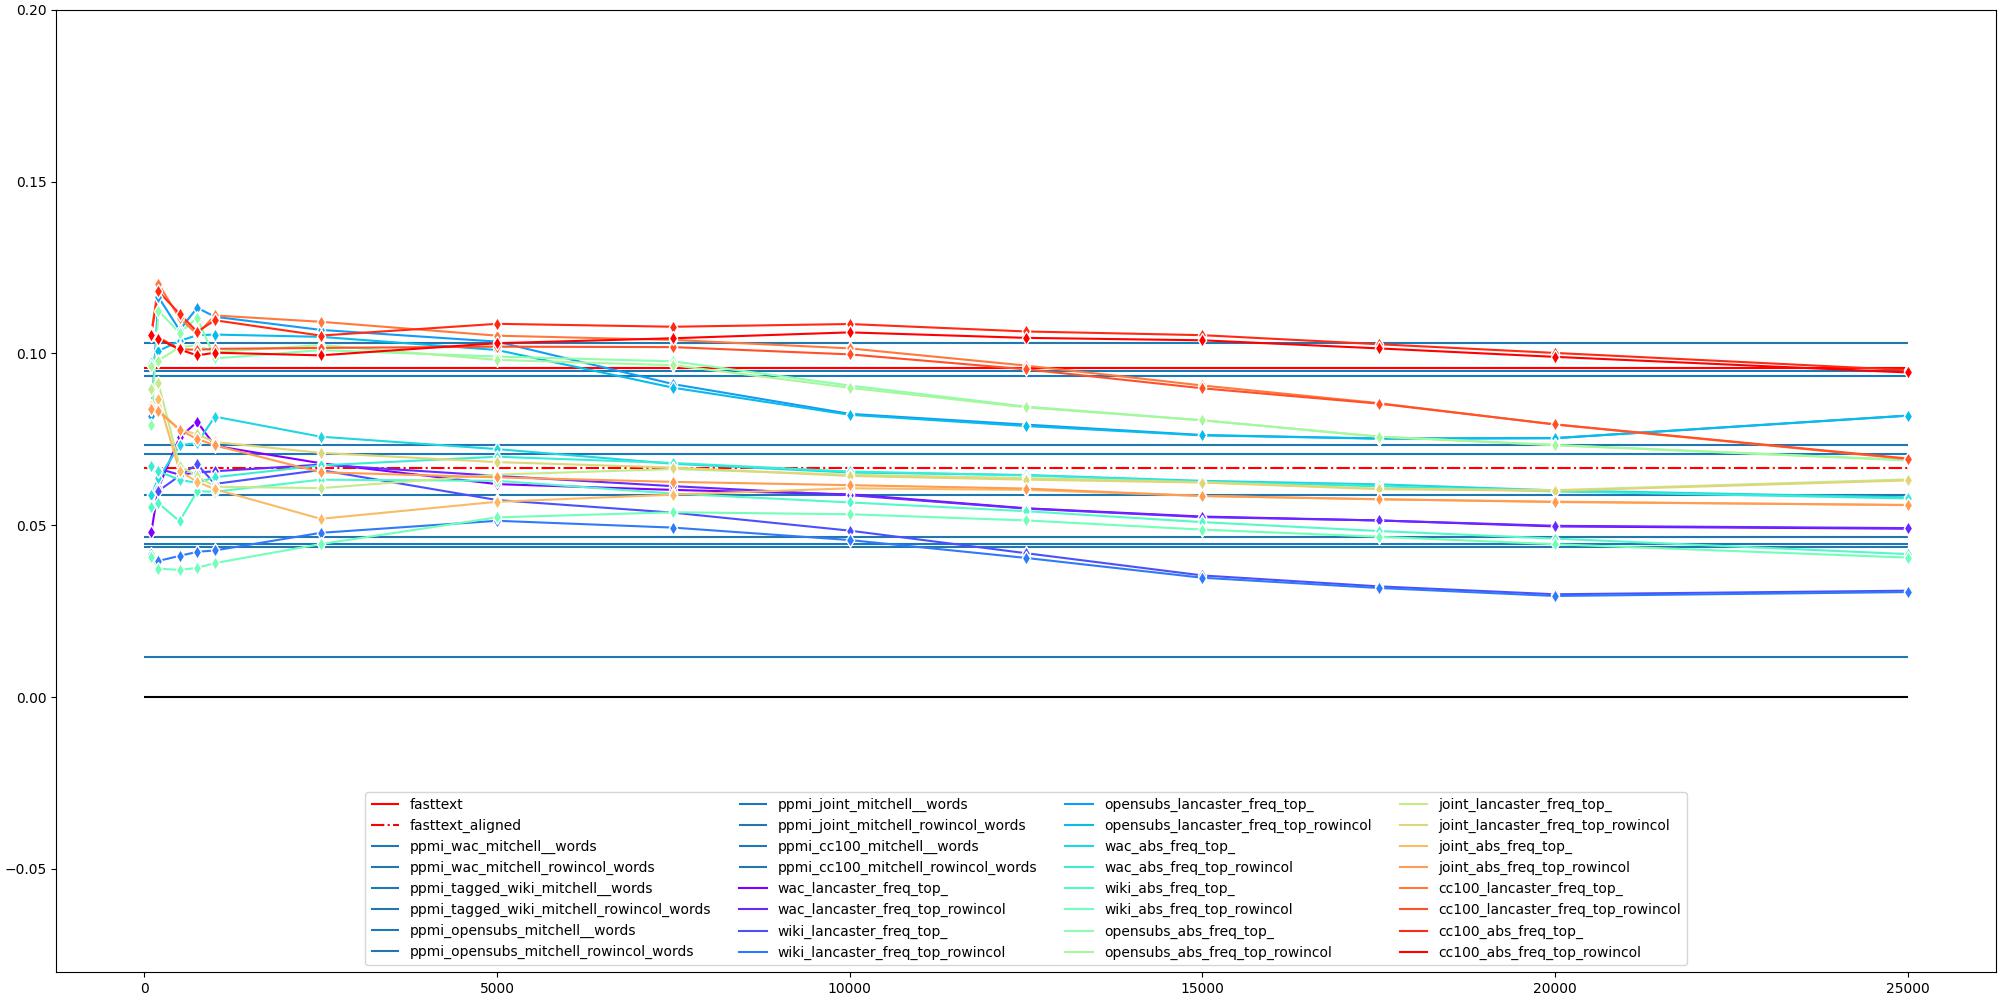 0.20
0.15
0.10
0.05
0.00
−0.05
0
5000
10000
15000
20000
25000
fasttext
fasttext_aligned
ppmi_wac_mitchell__words
ppmi_wac_mitchell_rowincol_words
ppmi_tagged_wiki_mitchell__words
ppmi_tagged_wiki_mitchell_rowincol_words
ppmi_opensubs_mitchell__words
ppmi_opensubs_mitchell_rowincol_words
ppmi_joint_mitchell__words
ppmi_joint_mitchell_rowincol_words
ppmi_cc100_mitchell__words
ppmi_cc100_mitchell_rowincol_words
wac_lancaster_freq_top_
wac_lancaster_freq_top_rowincol
wiki_lancaster_freq_top_
wiki_lancaster_freq_top_rowincol
opensubs_lancaster_freq_top_
opensubs_lancaster_freq_top_rowincol
wac_abs_freq_top_
wac_abs_freq_top_rowincol
wiki_abs_freq_top_
wiki_abs_freq_top_rowincol
opensubs_abs_freq_top_
opensubs_abs_freq_top_rowincol
joint_lancaster_freq_top_
joint_lancaster_freq_top_rowincol
joint_abs_freq_top_
joint_abs_freq_top_rowincol
cc100_lancaster_freq_top_
cc100_lancaster_freq_top_rowincol
cc100_abs_freq_top_
cc100_abs_freq_top_rowincol